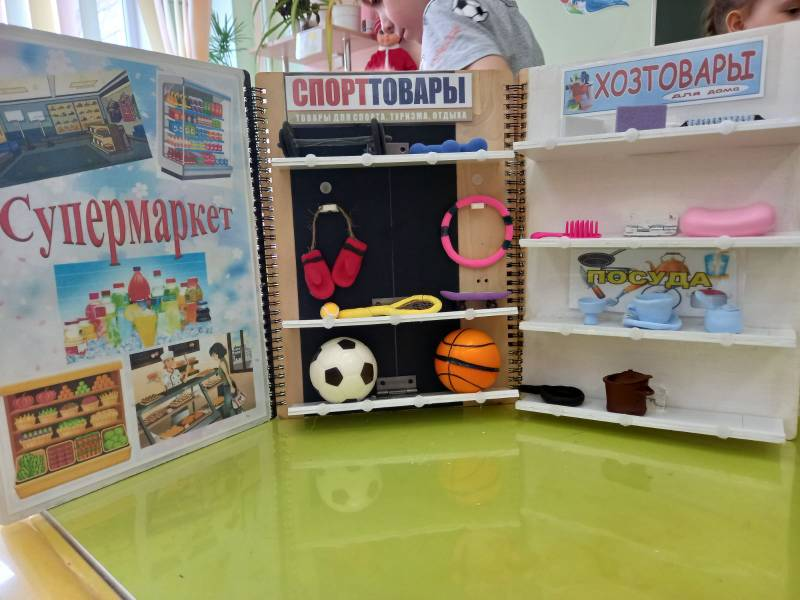 Супермаркет
СПОРТТОВАРЫ
ТОВАРЫ ДЛЯ СПОРТА, ТУРИЗМА, ОТДЫХА
ХОЗТОВАРЫ
для дома
ПОСУДА